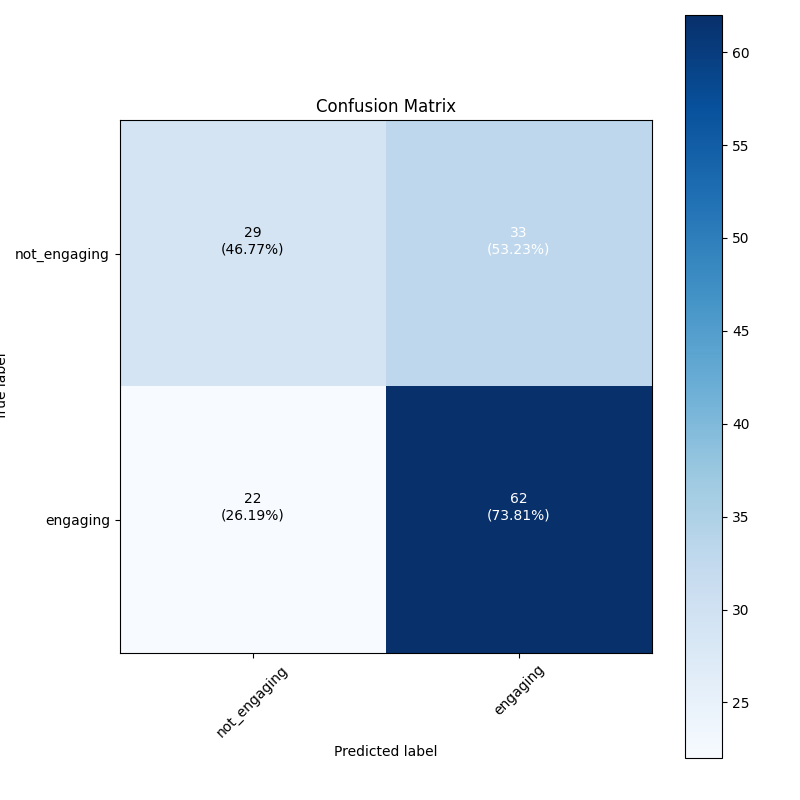 Confusion Matrix
60
55
50
45
40
35
30
25
not_engaging
29
(46.77%)
33
(53.23%)
engaging
22
(26.19%)
62
(73.81%)
not_engaging
engaging
Predicted label
label